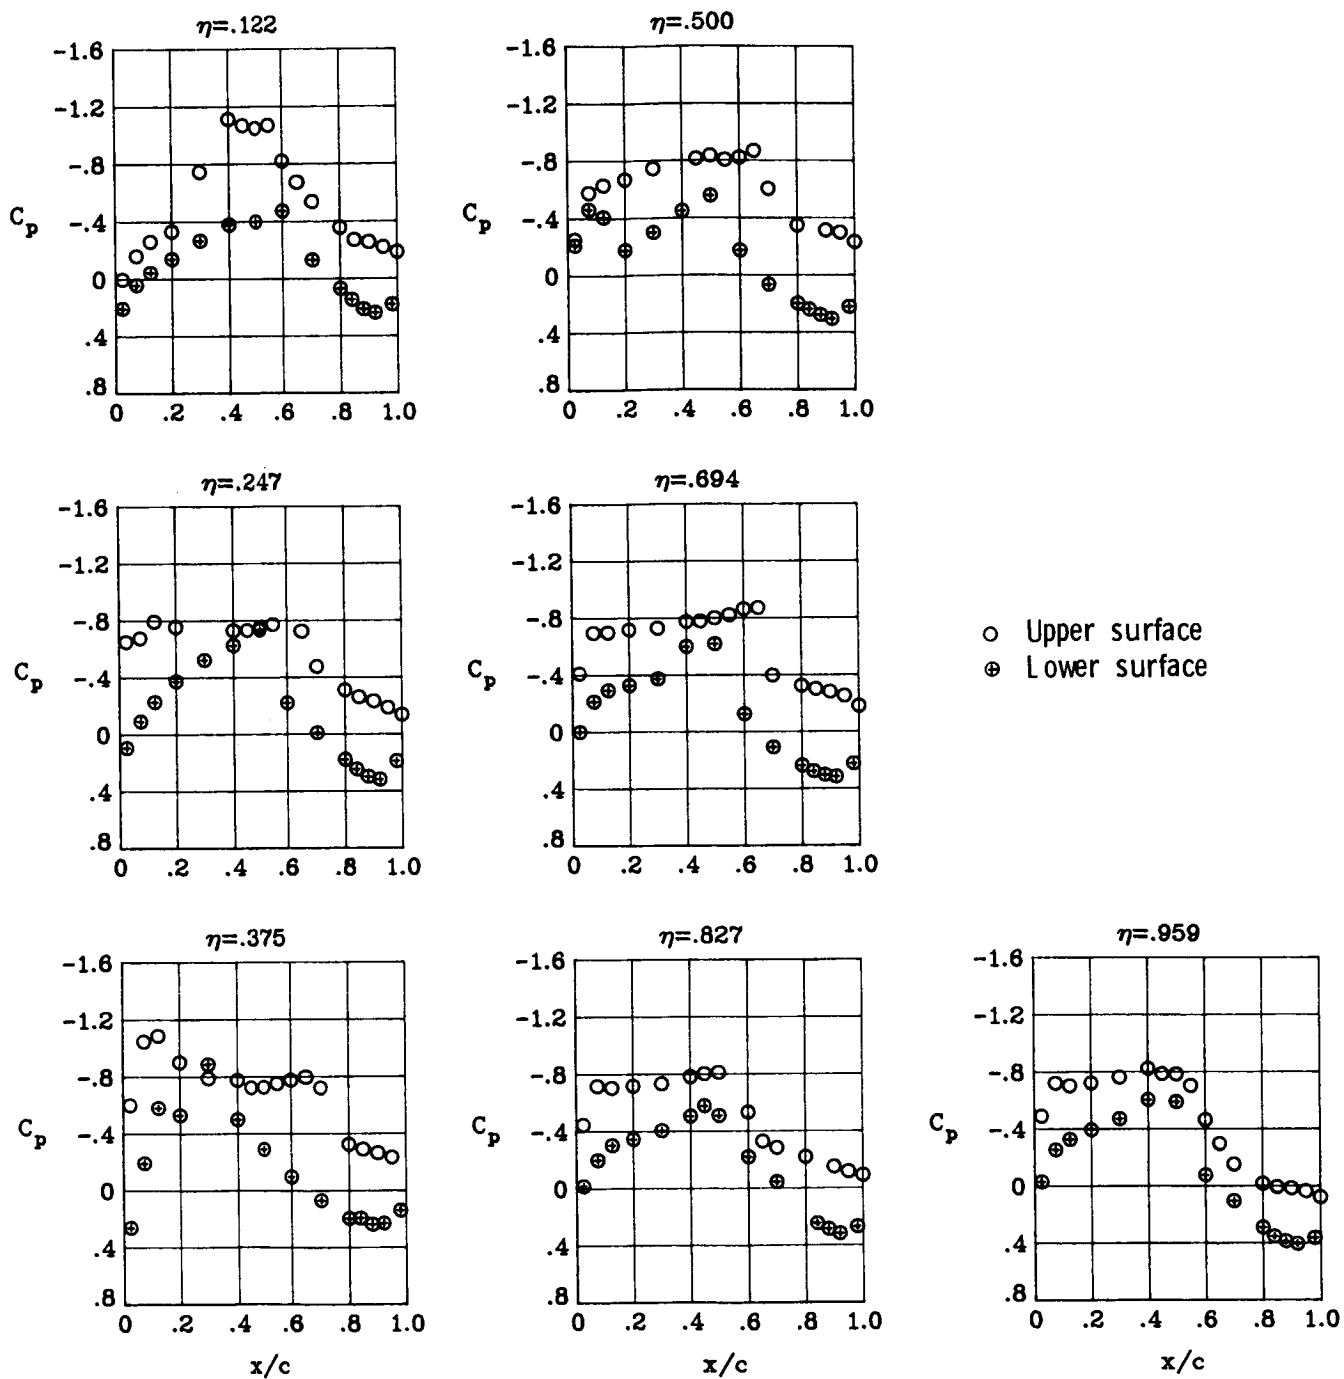 η=.122
-1.6
-1.2
-.8
-.4
0
.4
.8
C_p
0 .2 .4 .6 .8 1.0
η=.500
-1.6
-1.2
-.8
-.4
0
.4
.8
C_p
0 .2 .4 .6 .8 1.0
η=.247
-1.6
-1.2
-.8
-.4
0
.4
.8
C_p
0 .2 .4 .6 .8 1.0
η=.694
-1.6
-1.2
-.8
-.4
0
.4
.8
C_p
0 .2 .4 .6 .8 1.0
Upper surface
Lower surface
η=.375
-1.6
-1.2
-.8
-.4
0
.4
.8
C_p
0 .2 .4 .6 .8 1.0
x/c
η=.827
-1.6
-1.2
-.8
-.4
0
.4
.8
C_p
0 .2 .4 .6 .8 1.0
x/c
η=.959
-1.6
-1.2
-.8
-.4
0
.4
.8
C_p
0 .2 .4 .6 .8 1.0
x/c